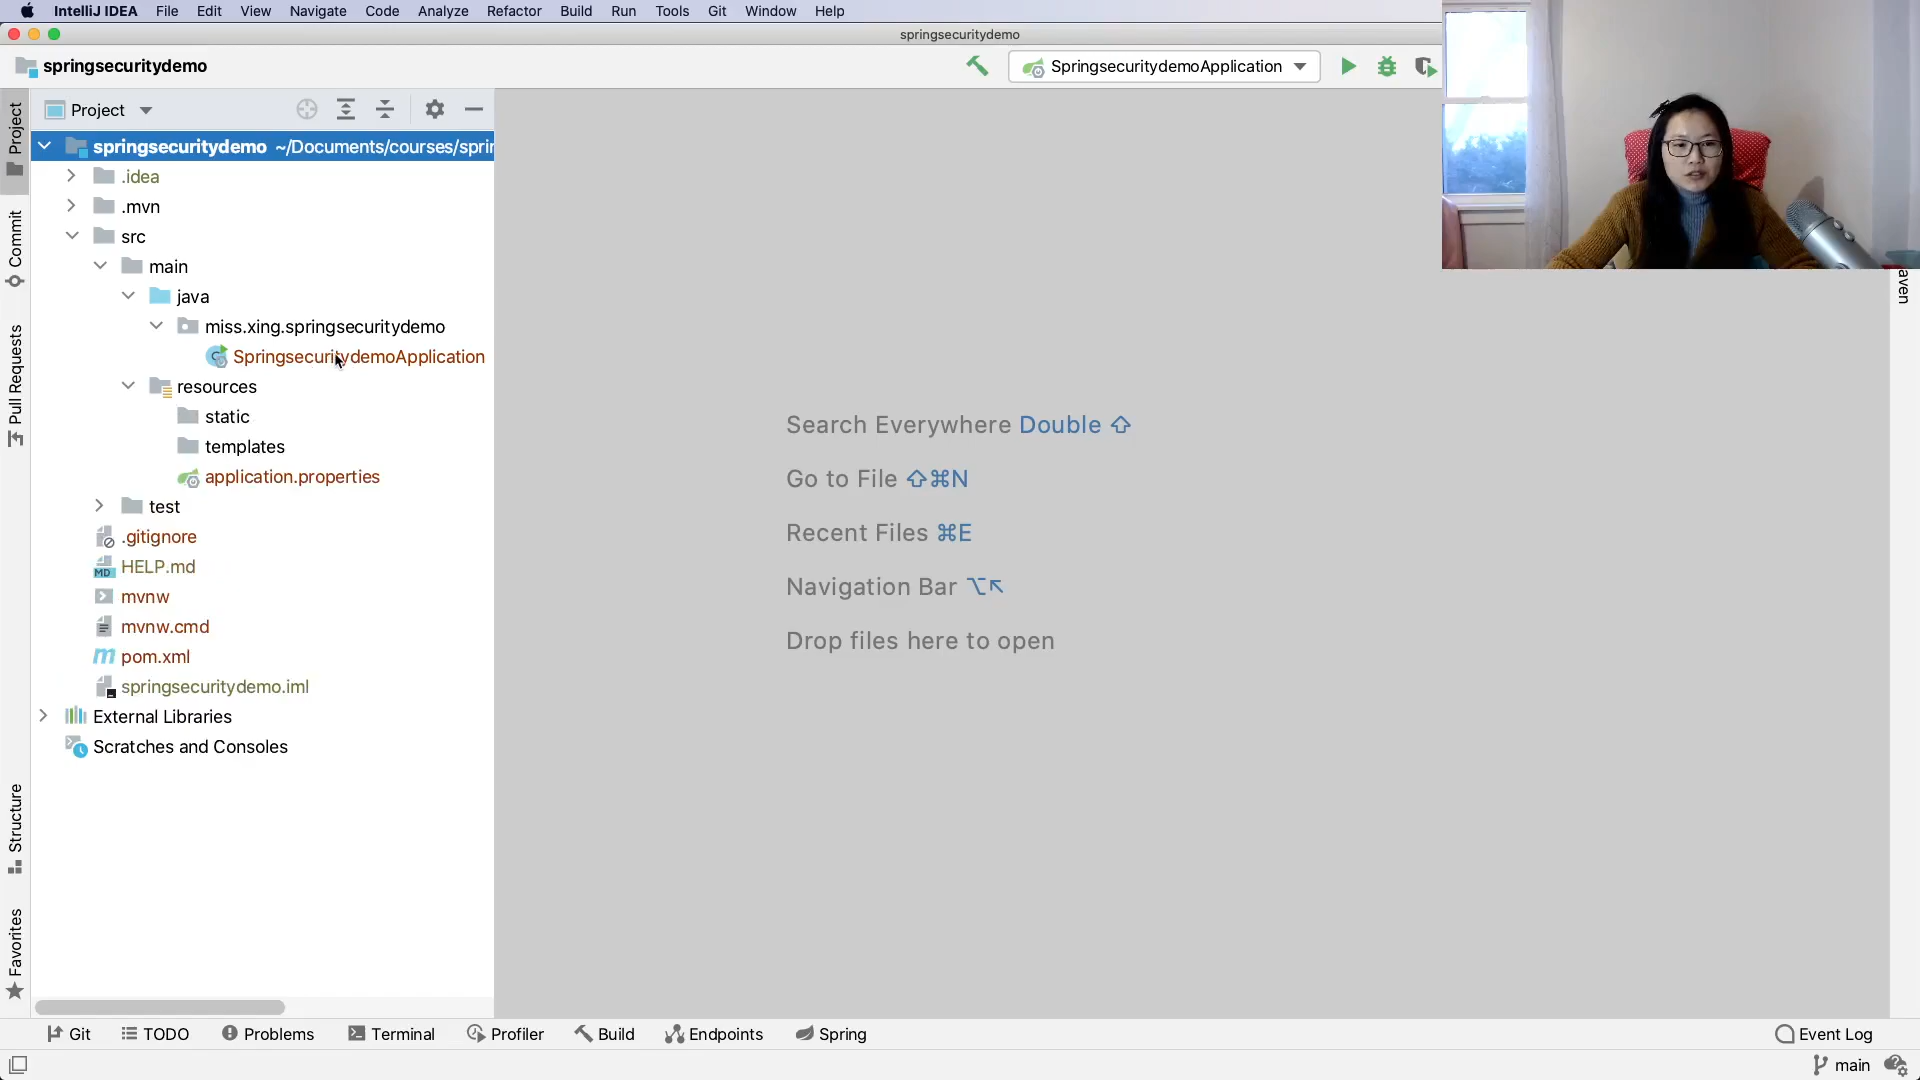 IntelliJ IDEA File Edit View Navigate Code Analyze Refactor Build Run Tools Git Window Help
springsecuritydemo
springsecuritydemo
SpringsecuritydemoApplication
Project
springsecuritydemo ~/Documents/courses/sprin
.idea
.mvn
src
main
java
miss.xing.springsecuritydemo
SpringsecuritydemoApplication
resources
static
templates
application.properties
test
.gitignore
HELP.md
mvnw
mvnw.cmd
pom.xml
springsecuritydemo.iml
External Libraries
Scratches and Consoles
Project
Commit
Pull Requests
Structure
Favorites
Search Everywhere Double ⇧
Go to File ⇧⌘N
Recent Files ⌘E
Navigation Bar ⌥↖
Drop files here to open
aven
Git TODO Problems Terminal Profiler Build Endpoints Spring Event Log
main